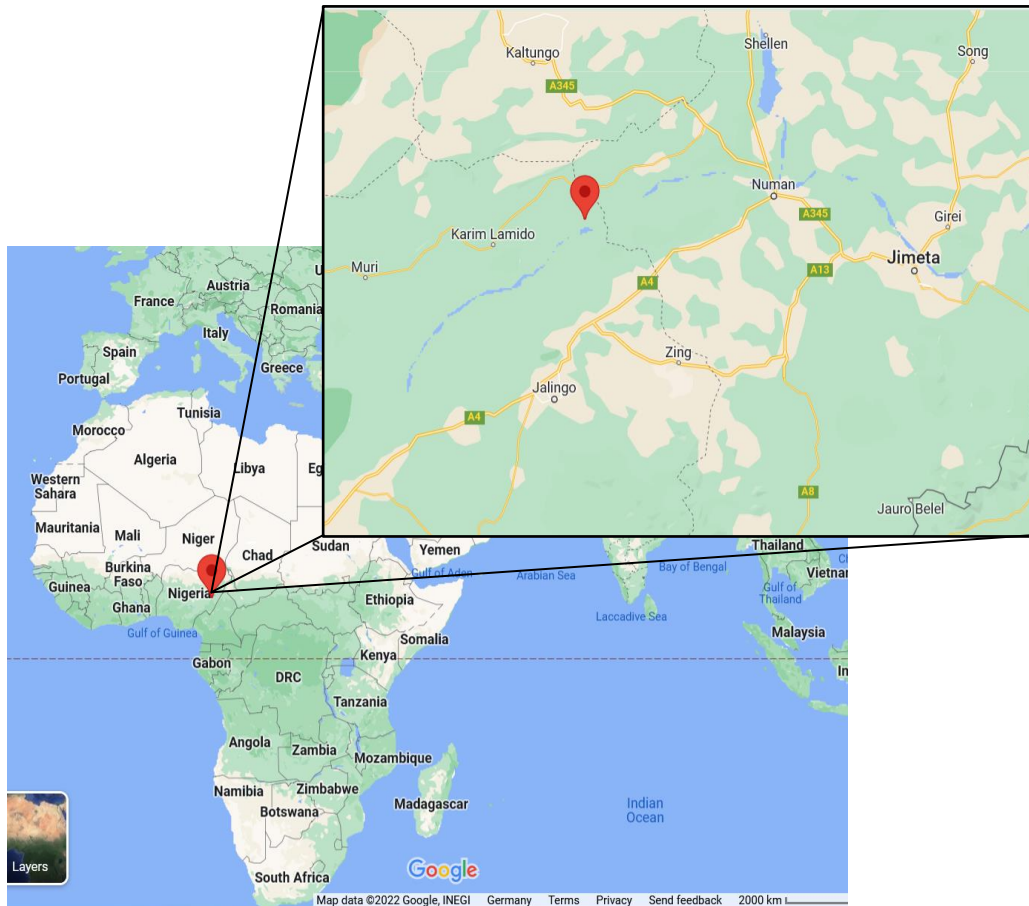 Kaltungo
Shellen
Song
A345
Numan
A345
Girei
Karim Lamido
Jimeta
Muri
A13
A4
Zing
Jalingo
A4
A8
Jauro Belel
Austria
France
Romania
Italy
Spain
Greece
Portugal
Tunisia
Morocco
Algeria
Libya
Eg
Western
Sahara
Mauritania
Mali
Niger
Chad
Sudan
Yemen
Thailand
Burkina
Faso
Gulf of Aden
Arabian Sea
Bay of Bengal
Vietnar
Guinea
Nigeria
Ethiopia
Gulf of
Thailand
Ghana
Laccadive Sea
Gulf of Guinea
Somalia
Malaysia
Kenya
Gabon
DRC
In
Tanzania
Angola
Zambia
Mozambique
Namibia
Zimbabwe
Botswana
Madagascar
Indian
Ocean
Layers
South Africa
Google
Map data ©2022 Google, INEGI Germany Terms Privacy Send feedback 2000 km